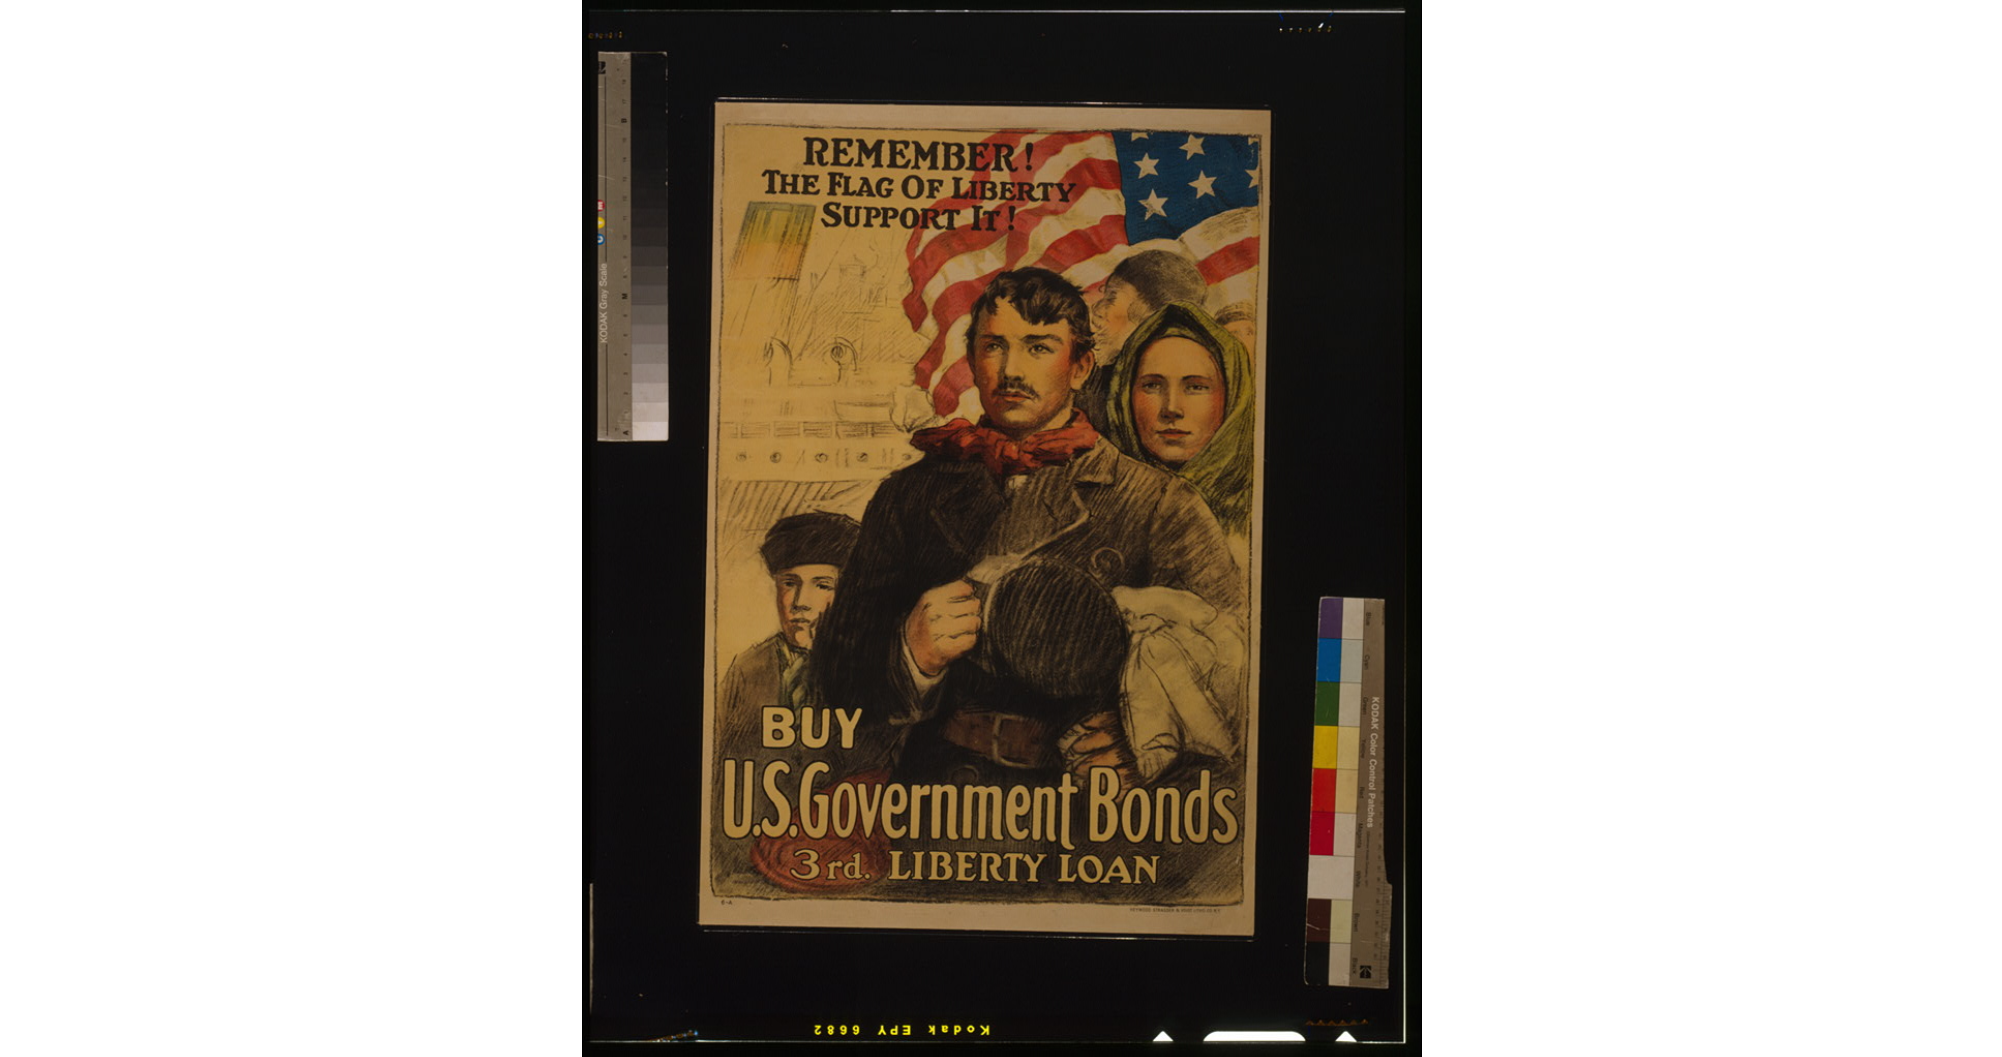 REMEMBER!
THE FLAG OF LIBERTY
SUPPORT IT!
BUY
U.S. Government Bonds
3rd. LIBERTY LOAN
KODAK Gray Scale
KODAK Color Control Patches
Kodak EPY 6682